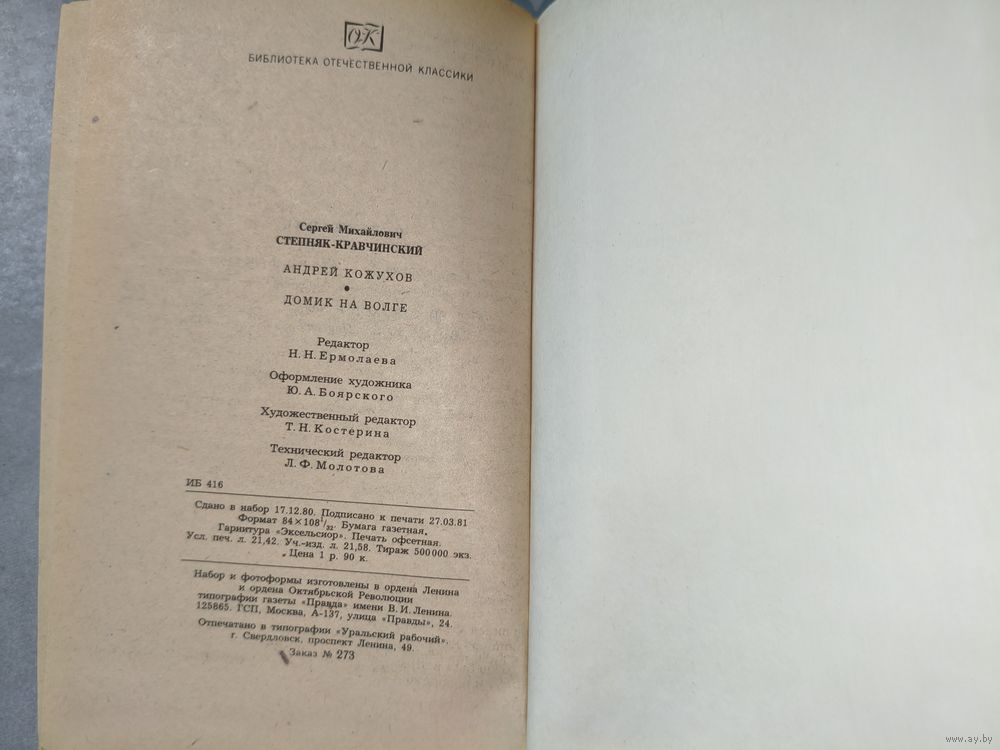 ОК
БИБЛИОТЕКА ОТЕЧЕСТВЕННОЙ КЛАССИКИ
Сергей Михайлович
СТЕПНЯК-КРАВЧИНСКИЙ
АНДРЕЙ КОЖУХОВ
•
ДОМИК НА ВОЛГЕ
Редактор
Н. Н. Ермолаева
Оформление художника
Ю. А. Боярского
Художественный редактор
Т. Н. Костерина
Технический редактор
Л. Ф. Молотова
ИБ 416
Сдано в набор 17.12.80. Подписано к печати 27.03.81
Формат 84×108¹/₃₂. Бумага газетная.
Гарнитура «Эксельсиор». Печать офсетная.
Усл. печ. л. 21,42. Уч.-изд. л. 21,58. Тираж 500 000 экз.
Цена 1 р. 90 к.
Набор и фотоформы изготовлены в ордена Ленина
и ордена Октябрьской Революции
типографии газеты «Правда» имени В. И. Ленина.
125865. ГСП, Москва, А-137, улица «Правды», 24.
Отпечатано в типографии «Уральский рабочий».
г. Свердловск, проспект Ленина, 49.
Заказ № 273
www.ay.by